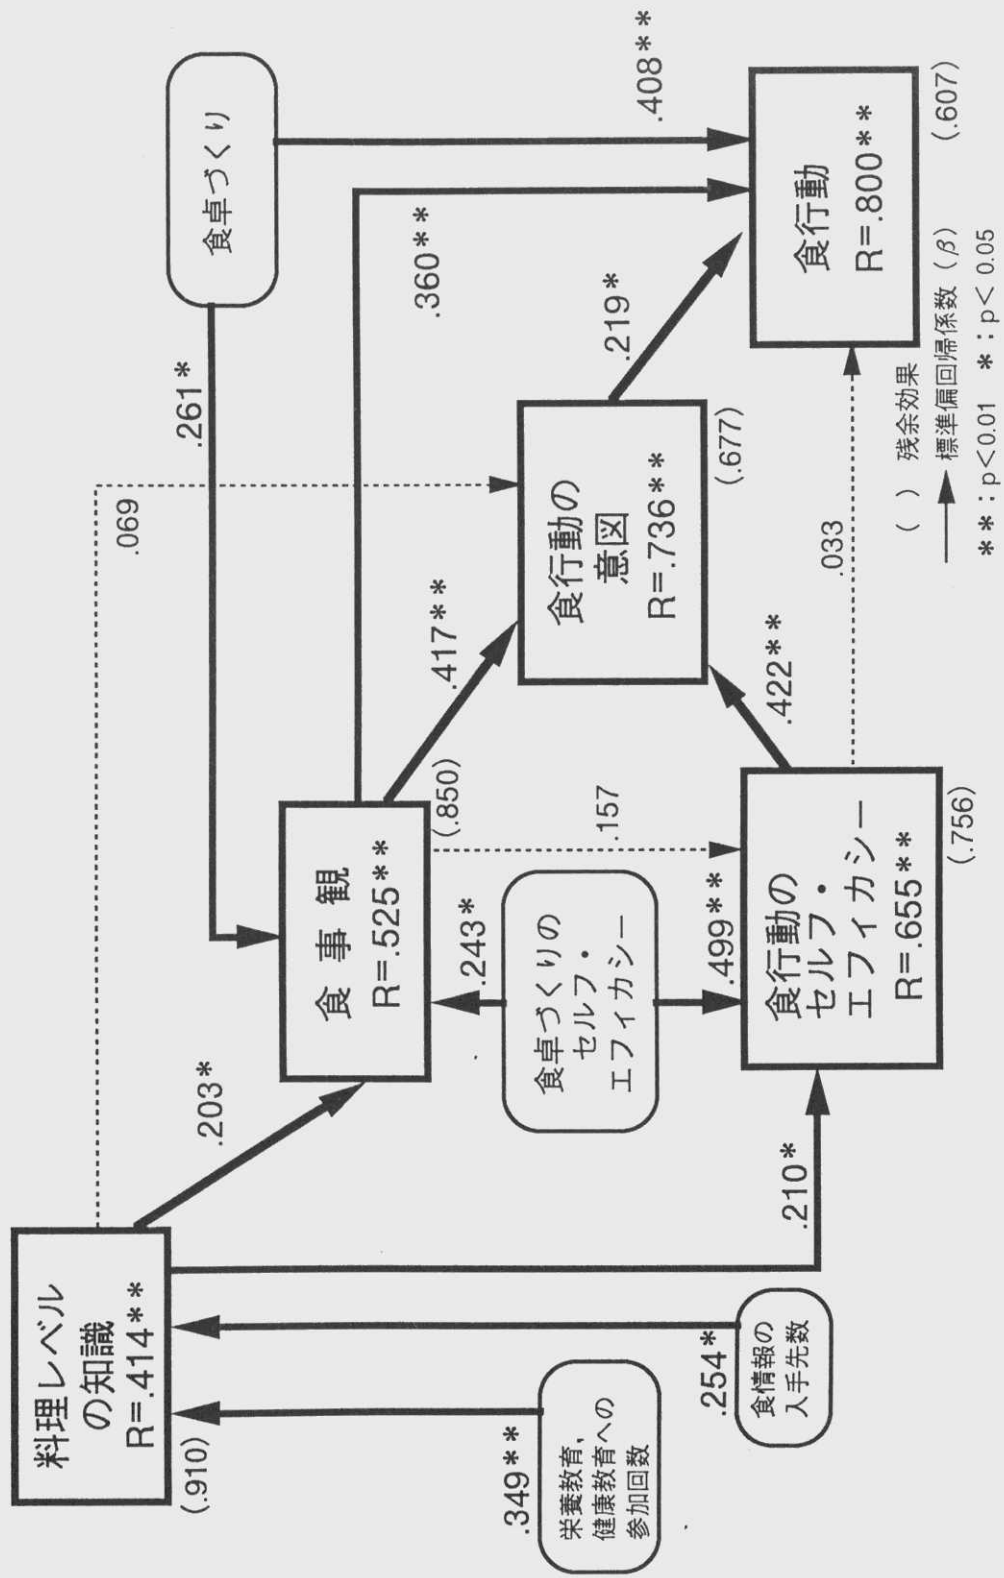 料理レベル
の知識
R=.414**
(.910)
.349**
栄養教育，
健康教育への
参加回数
.254*
食情報の
入手先数
.203*
.210*
.069
.261*
食 事 観
R=.525**
(.850)
.243*
食卓づくりの
セルフ・
エフィカシー
.499**
.157
食行動の
セルフ・
エフィカシー
R=.655**
(.756)
.417**
.422**
食行動の
意図
R=.736**
(.677)
.360**
.219*
.033
食卓づくり
.408**
食行動
R=.800**
(.607)
( ) 残余効果
標準偏回帰係数（β）
**：p<0.01 *：p<0.05